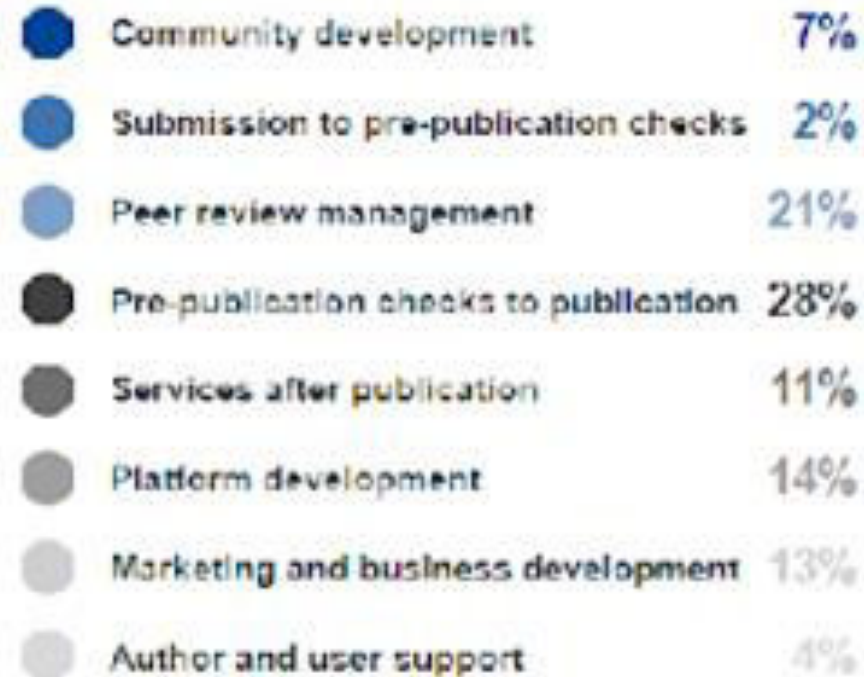 Community development 7%
Submission to pre-publication checks 2%
Peer review management 21%
Pre-publication checks to publication 28%
Services after publication 11%
Platform development 14%
Marketing and business development 13%
Author and user support 4%